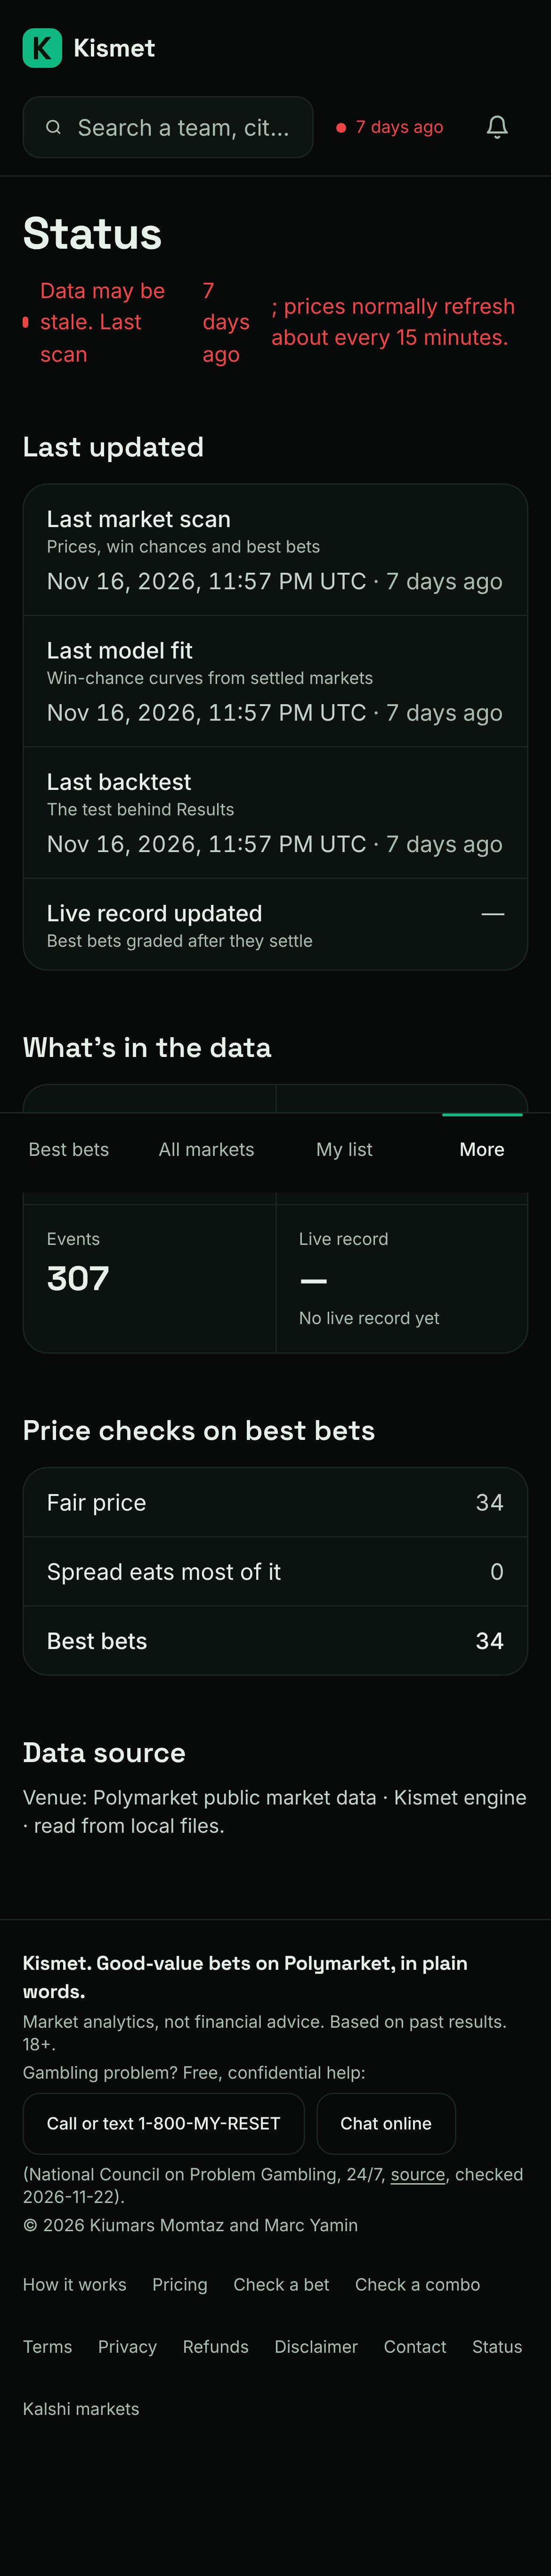 K Kismet
Search a team, cit...
7 days ago
Status
Data may be stale. Last scan
7 days ago
; prices normally refresh about every 15 minutes.
Last updated
Last market scan
Prices, win chances and best bets
Nov 16, 2026, 11:57 PM UTC · 7 days ago
Last model fit
Win-chance curves from settled markets
Nov 16, 2026, 11:57 PM UTC · 7 days ago
Last backtest
The test behind Results
Nov 16, 2026, 11:57 PM UTC · 7 days ago
Live record updated —
Best bets graded after they settle
What's in the data
Best bets All markets My list More
Events
307
Live record
—
No live record yet
Price checks on best bets
Fair price 34
Spread eats most of it 0
Best bets 34
Data source
Venue: Polymarket public market data · Kismet engine
· read from local files.
Kismet. Good-value bets on Polymarket, in plain
words.
Market analytics, not financial advice. Based on past results.
18+.
Gambling problem? Free, confidential help:
Call or text 1-800-MY-RESET Chat online
(National Council on Problem Gambling, 24/7, source, checked
2026-11-22).
© 2026 Kiumars Momtaz and Marc Yamin
How it works Pricing Check a bet Check a combo
Terms Privacy Refunds Disclaimer Contact Status
Kalshi markets